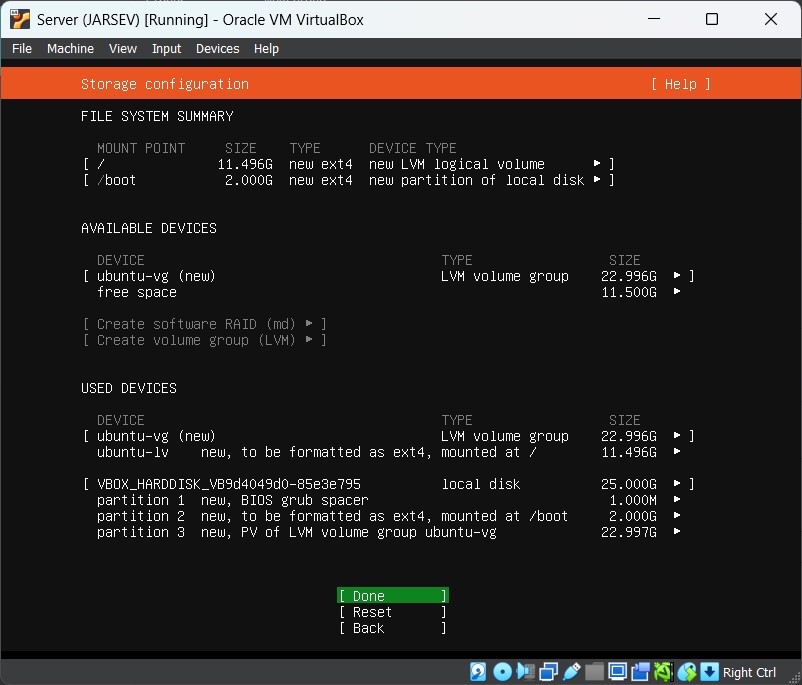 Server (JARSEV) [Running] - Oracle VM VirtualBox
File Machine View Input Devices Help
Storage configuration [ Help ]
FILE SYSTEM SUMMARY
MOUNT POINT SIZE TYPE DEVICE TYPE
[ / 11.496G new ext4 new LVM logical volume ▸ ]
[ /boot 2.000G new ext4 new partition of local disk ▸ ]
AVAILABLE DEVICES
DEVICE TYPE SIZE
[ ubuntu-vg (new) LVM volume group 22.996G ▸ ]
free space 11.500G ▸
[ Create software RAID (md) ▸ ]
[ Create volume group (LVM) ▸ ]
USED DEVICES
DEVICE TYPE SIZE
[ ubuntu-vg (new) LVM volume group 22.996G ▸ ]
ubuntu-lv new, to be formatted as ext4, mounted at / 11.496G ▸
[ VBOX_HARDDISK_VB9d4049d0-85e3e795 local disk 25.000G ▸ ]
partition 1 new, BIOS grub spacer 1.000M ▸
partition 2 new, to be formatted as ext4, mounted at /boot 2.000G ▸
partition 3 new, PV of LVM volume group ubuntu-vg 22.997G ▸
[ Done ]
[ Reset ]
[ Back ]
Right Ctrl